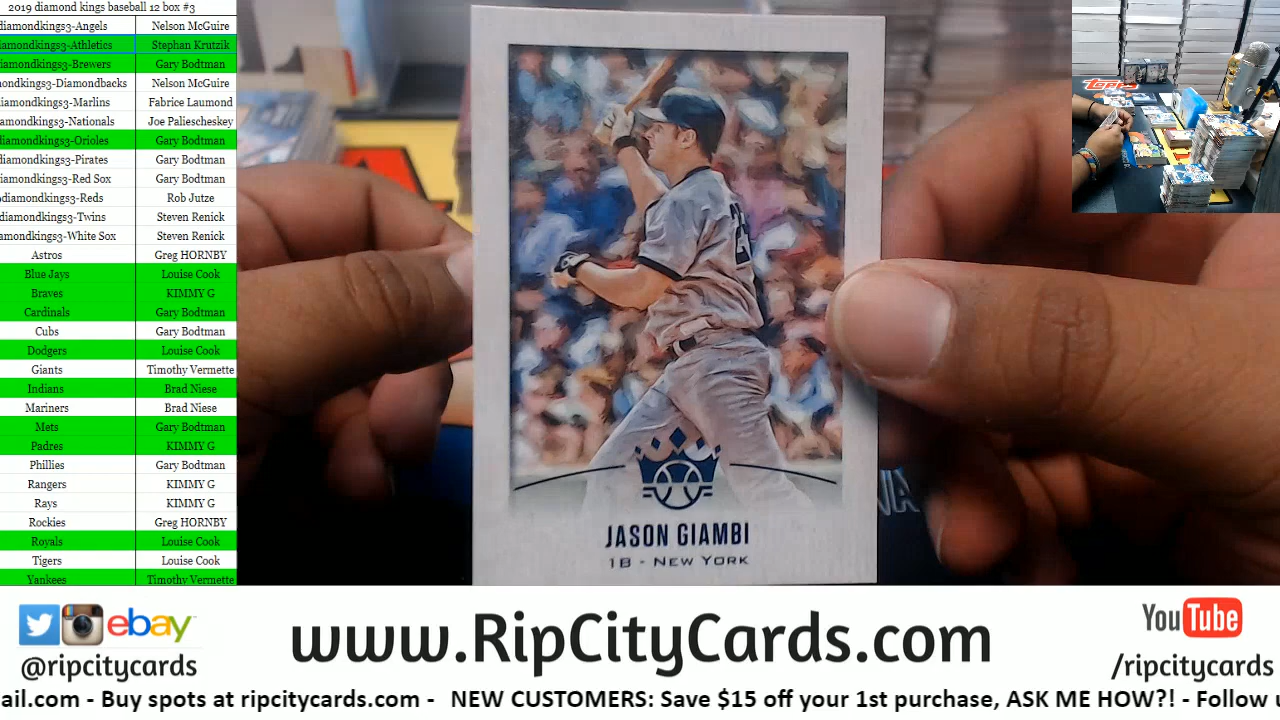 2019 diamond kings baseball 12 box #3
diamondkings3-Angels Nelson McGuire
iamondkings3-Athletics Stephan Krutzik
iamondkings3-Brewers Gary Bodtman
mondkings3-Diamondbacks Nelson McGuire
iamondkings3-Marlins Fabrice Laumond
amondkings3-Nationals Joe Paliescheskey
diamondkings3-Orioles Gary Bodtman
diamondkings3-Pirates Gary Bodtman
diamondkings3-Red Sox Gary Bodtman
diamondkings3-Reds Rob Jutze
diamondkings3-Twins Steven Renick
amondkings3-White Sox Steven Renick
Astros Greg HORNBY
Blue Jays Louise Cook
Braves KIMMY G
Cardinals Gary Bodtman
Cubs Gary Bodtman
Dodgers Louise Cook
Giants Timothy Vermette
Indians Brad Niese
Mariners Brad Niese
Mets Gary Bodtman
Padres KIMMY G
Phillies Gary Bodtman
Rangers KIMMY G
Rays KIMMY G
Rockies Greg HORNBY
Royals Louise Cook
Tigers Louise Cook
Yankees Timothy Vermette
JASON GIAMBI
1B - NEW YORK
Topps
ebay
@ripcitycards
www.RipCityCards.com
YouTube
/ripcitycards
ail.com - Buy spots at ripcitycards.com - NEW CUSTOMERS: Save $15 off your 1st purchase, ASK ME HOW?! - Follow u